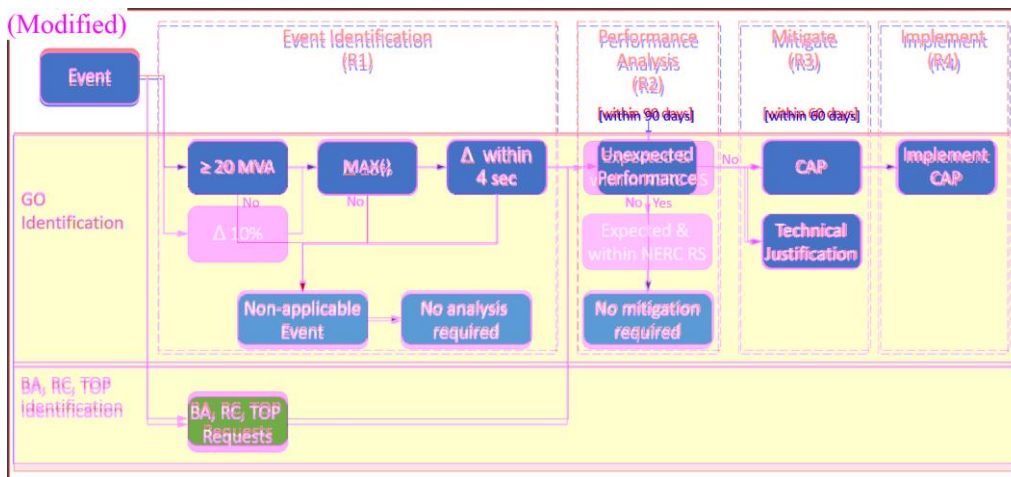 (Modified)
Event Identification
(R1)
Performance
Analysis
(R2)
[within 90 days]
Mitigate
(R3)
[within 60 days]
Implement
(R4)
Event
GO
Identification
≥ 20 MVA
Δ within
4 sec
Unexpected
Performance
No
CAP
Implement
CAP
No
No
No
Yes
Δ 10%
Expected &
within NERC RS
Technical
Justification
Non-applicable
Event
No analysis
required
No mitigation
required
BA, RC, TOP
Identification
BA, RC, TOP
Requests